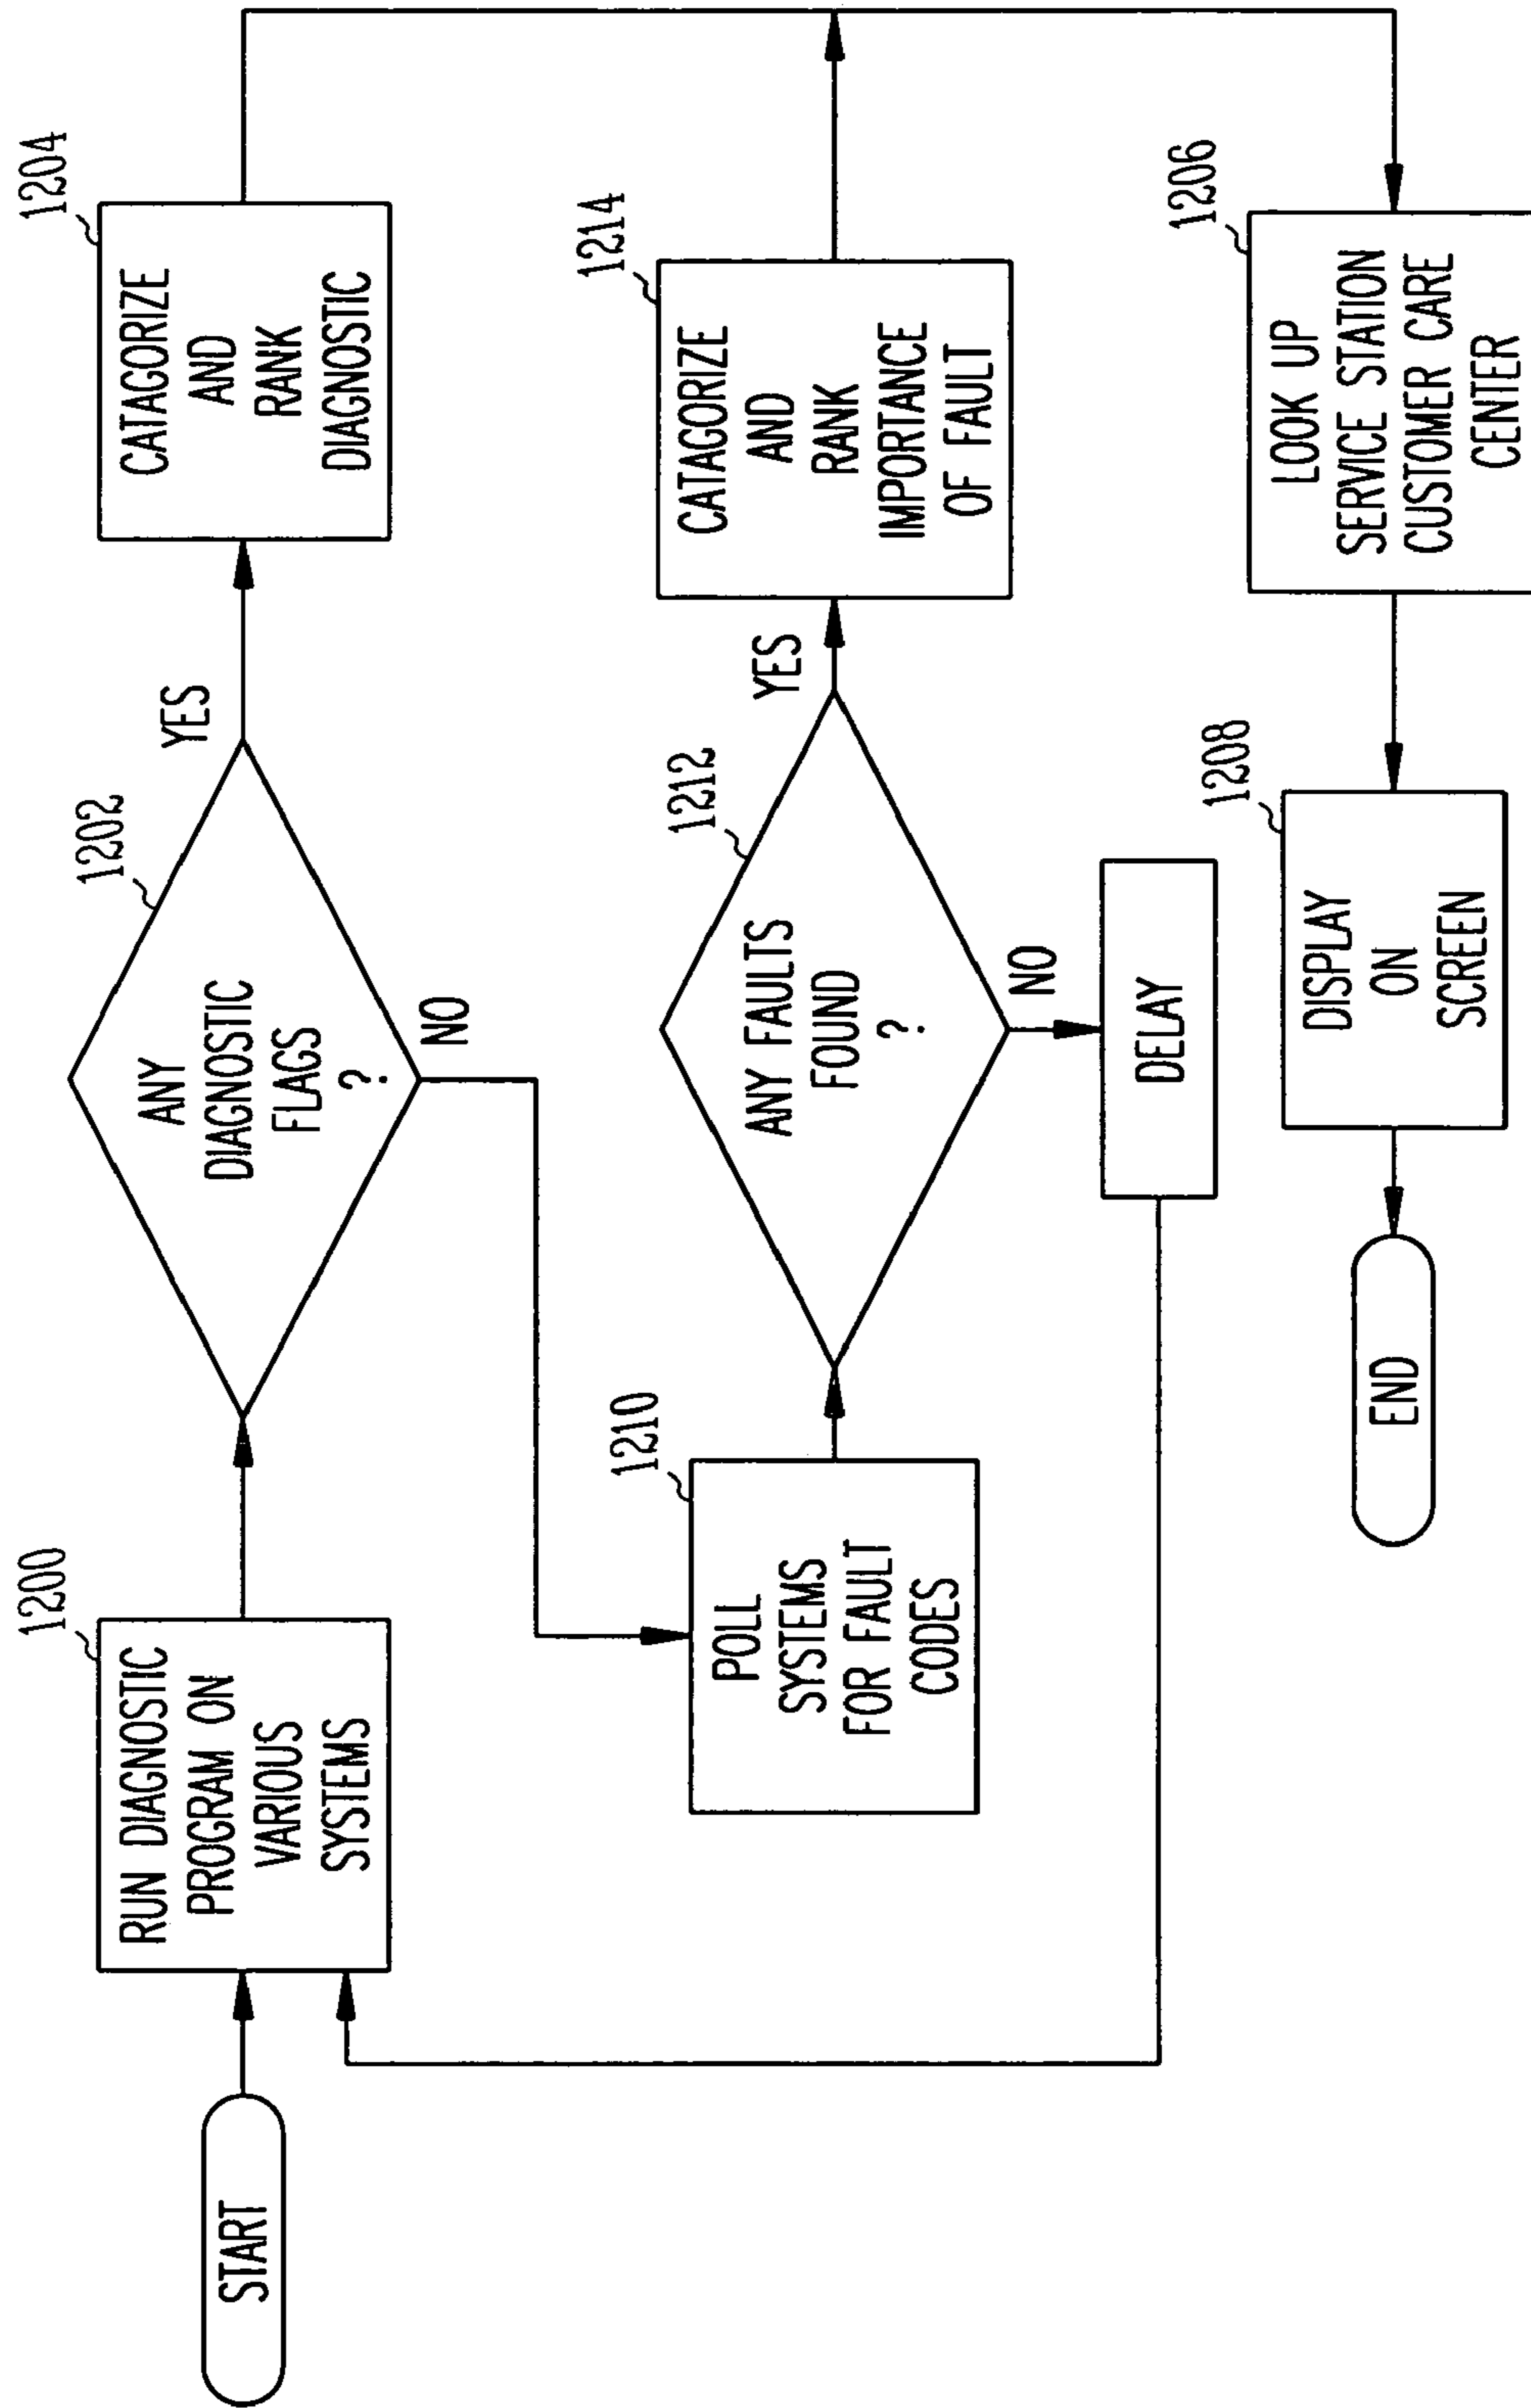 START
1200
RUN DIAGNOSTIC
PROGRAM ON
VARIOUS
SYSTEMS
1202
ANY
DIAGNOSTIC
FLAGS
?
YES
NO
1204
CATAGORIZE
AND
RANK
DIAGNOSTIC
1210
POLL
SYSTEMS
FOR FAULT
CODES
1212
ANY FAULTS
FOUND
?
YES
NO
1214
CATAGORIZE
AND
RANK
IMPORTANCE
OF FAULT
DELAY
1206
LOOK UP
SERVICE STATION
CUSTOMER CARE
CENTER
1208
DISPLAY
ON
SCREEN
END